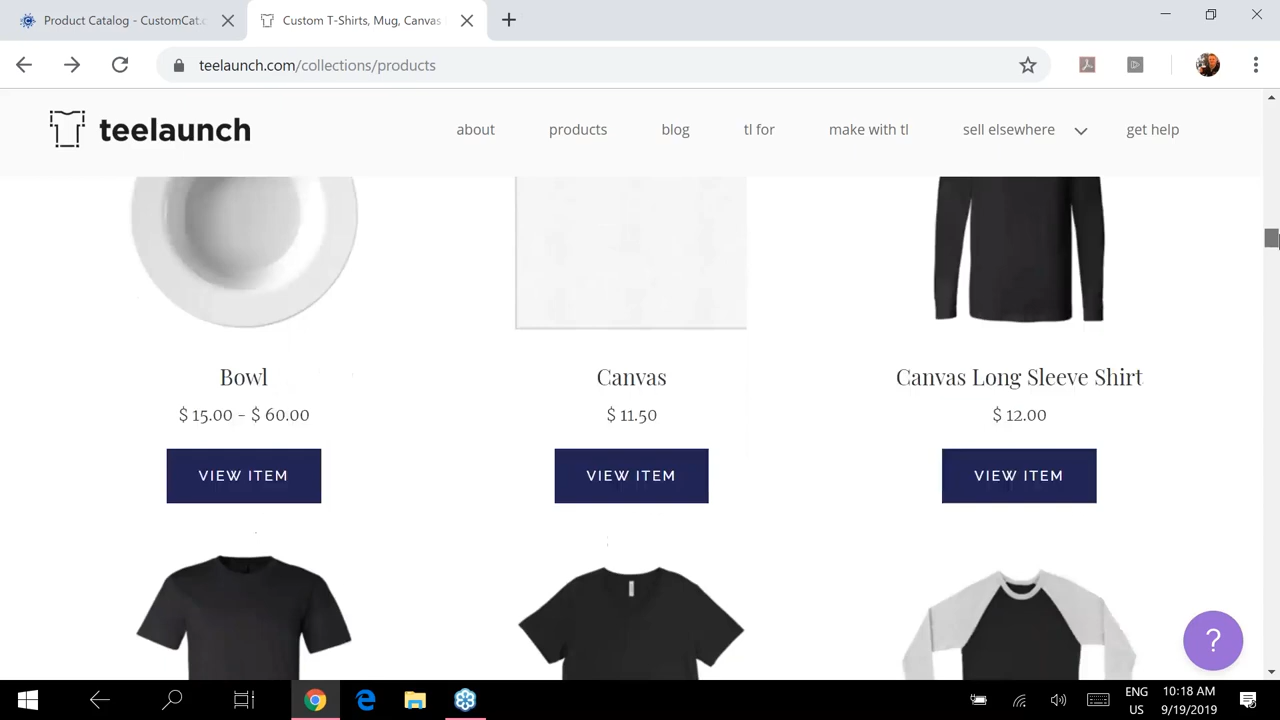 Product Catalog - CustomCat.c
Custom T-Shirts, Mug, Canvas
teelaunch.com/collections/products
teelaunch
about
products
blog
tl for
make with tl
sell elsewhere
get help
Bowl
Canvas
Canvas Long Sleeve Shirt
$ 15.00 - $ 60.00
$ 11.50
$ 12.00
VIEW ITEM
VIEW ITEM
VIEW ITEM
?
ENG
US
10:18 AM
9/19/2019